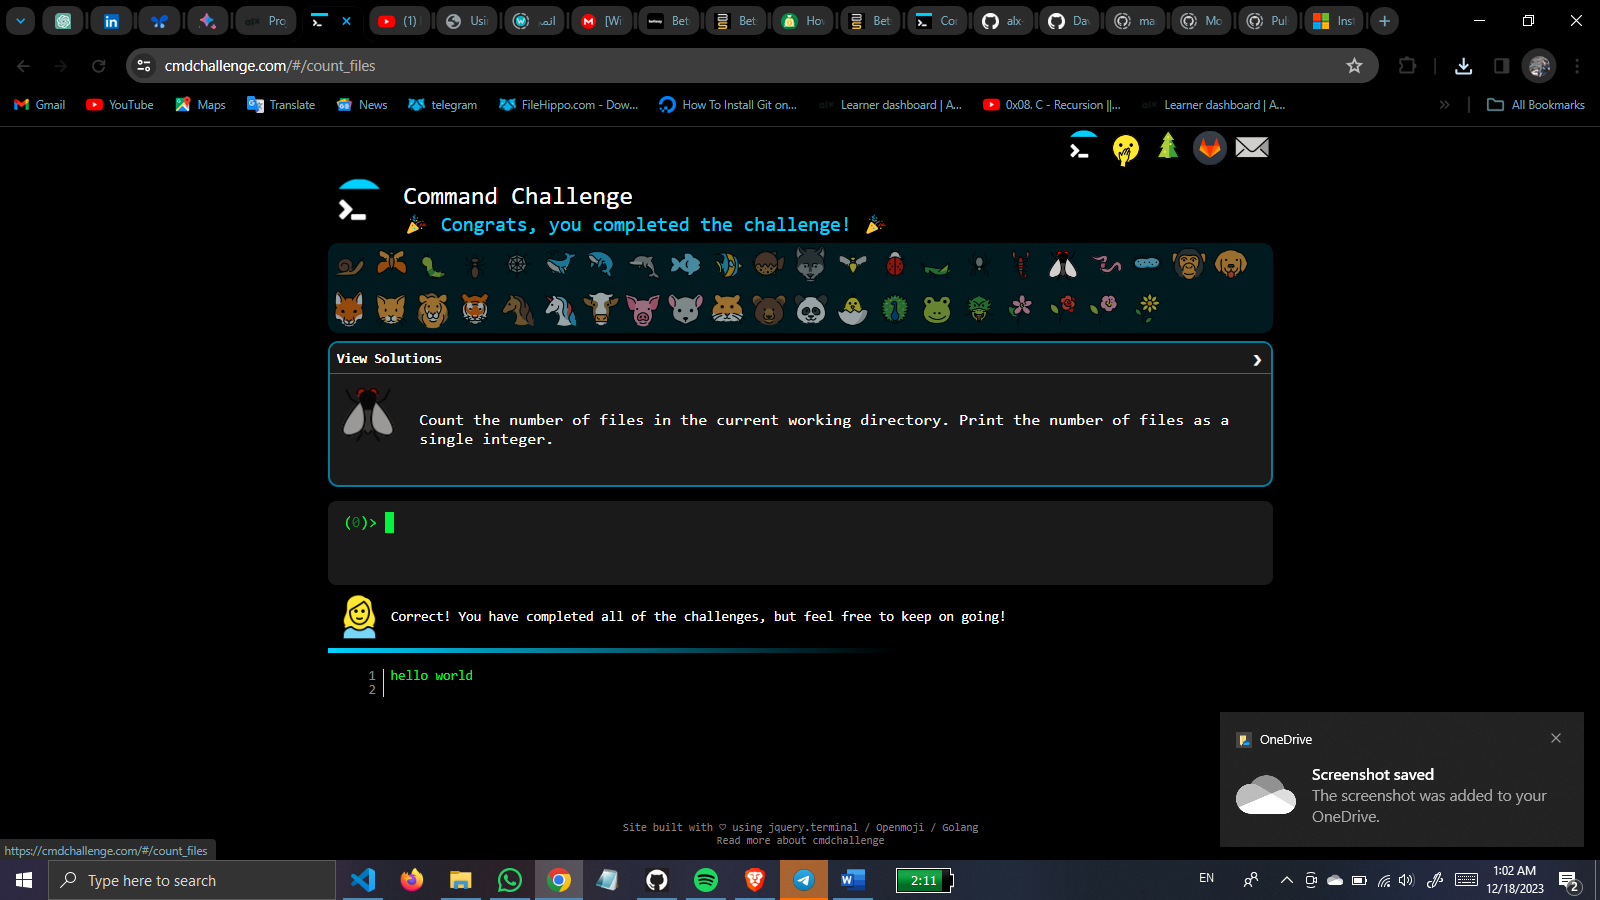 alx Pro
(1)
Usin
انم
[Wi
Bet
Bet
How
Bet
Cor
alx-
Dav
ma
Mo
Pul
Inst
cmdchallenge.com/#/count_files
Gmail
YouTube
Maps
Translate
News
telegram
FileHippo.com - Dow...
How To Install Git on...
Learner dashboard | A...
0x08. C - Recursion ||...
Learner dashboard | A...
»
All Bookmarks
Command Challenge
Congrats, you completed the challenge!
View Solutions
Count the number of files in the current working directory. Print the number of files as a
single integer.
(0)>
Correct! You have completed all of the challenges, but feel free to keep on going!
1 hello world
2
OneDrive
Screenshot saved
The screenshot was added to your
OneDrive.
Site built with ♡ using jquery.terminal / Openmoji / Golang
Read more about cmdchallenge
https://cmdchallenge.com/#/count_files
Type here to search
2:11
EN
1:02 AM
12/18/2023
2